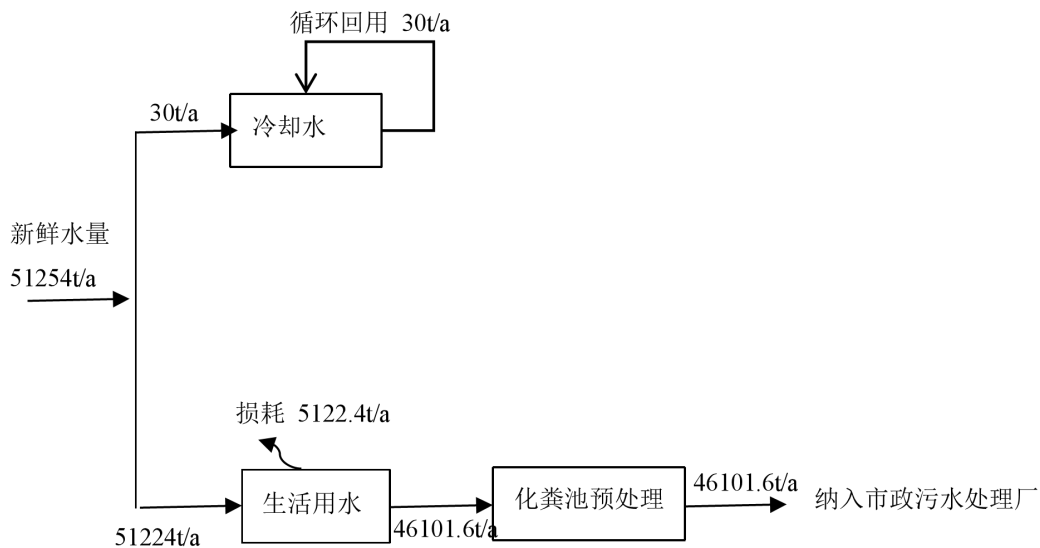 循环回用 30t/a
30t/a
冷却水
新鲜水量
51254t/a
损耗 5122.4t/a
生活用水
51224t/a
46101.6t/a
化粪池预处理
46101.6t/a
纳入市政污水处理厂